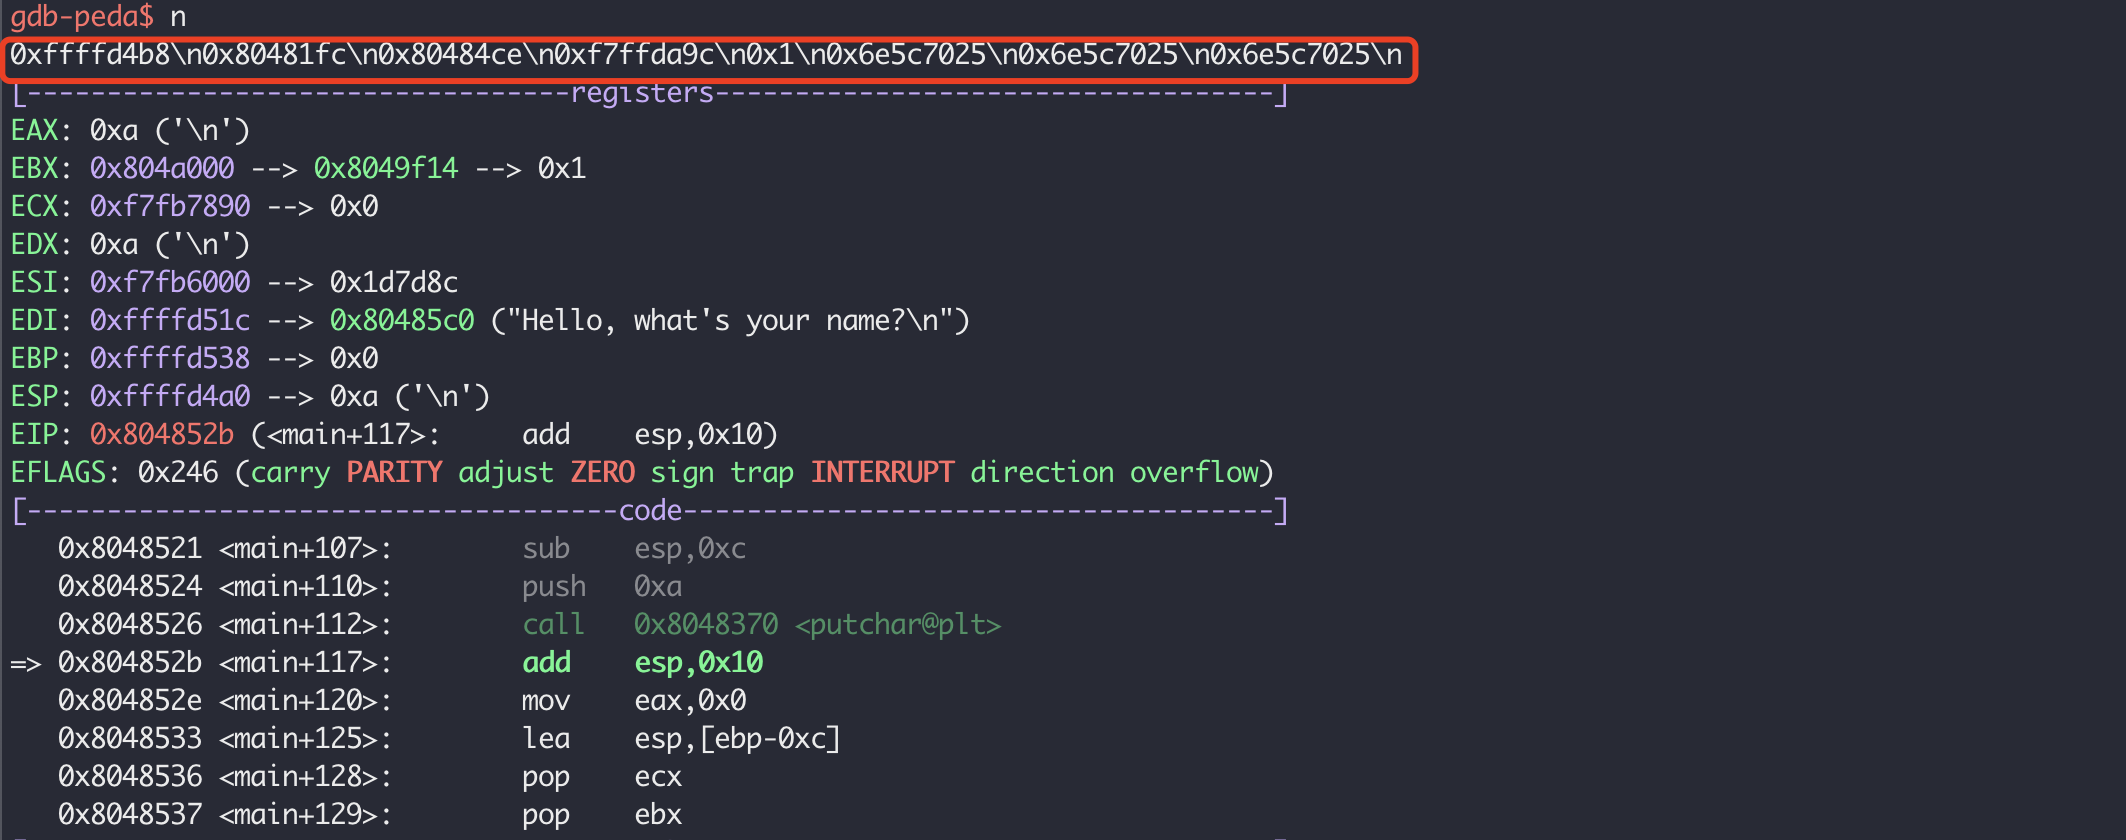 gdb-peda$ n
0xffffd4b8\n0x80481fc\n0x80484ce\n0xf7ffda9c\n0x1\n0x6e5c7025\n0x6e5c7025\n0x6e5c7025\n
[----------------------------------registers-----------------------------------]
EAX: 0xa ('\n')
EBX: 0x804a000 --> 0x8049f14 --> 0x1
ECX: 0xf7fb7890 --> 0x0
EDX: 0xa ('\n')
ESI: 0xf7fb6000 --> 0x1d7d8c
EDI: 0xffffd51c --> 0x80485c0 ("Hello, what's your name?\n")
EBP: 0xffffd538 --> 0x0
ESP: 0xffffd4a0 --> 0xa ('\n')
EIP: 0x804852b (<main+117>: add esp,0x10)
EFLAGS: 0x246 (carry PARITY adjust ZERO sign trap INTERRUPT direction overflow)
[-------------------------------------code-------------------------------------]
0x8048521 <main+107>: sub esp,0xc
0x8048524 <main+110>: push 0xa
0x8048526 <main+112>: call 0x8048370 <putchar@plt>
=> 0x804852b <main+117>: add esp,0x10
0x804852e <main+120>: mov eax,0x0
0x8048533 <main+125>: lea esp,[ebp-0xc]
0x8048536 <main+128>: pop ecx
0x8048537 <main+129>: pop ebx